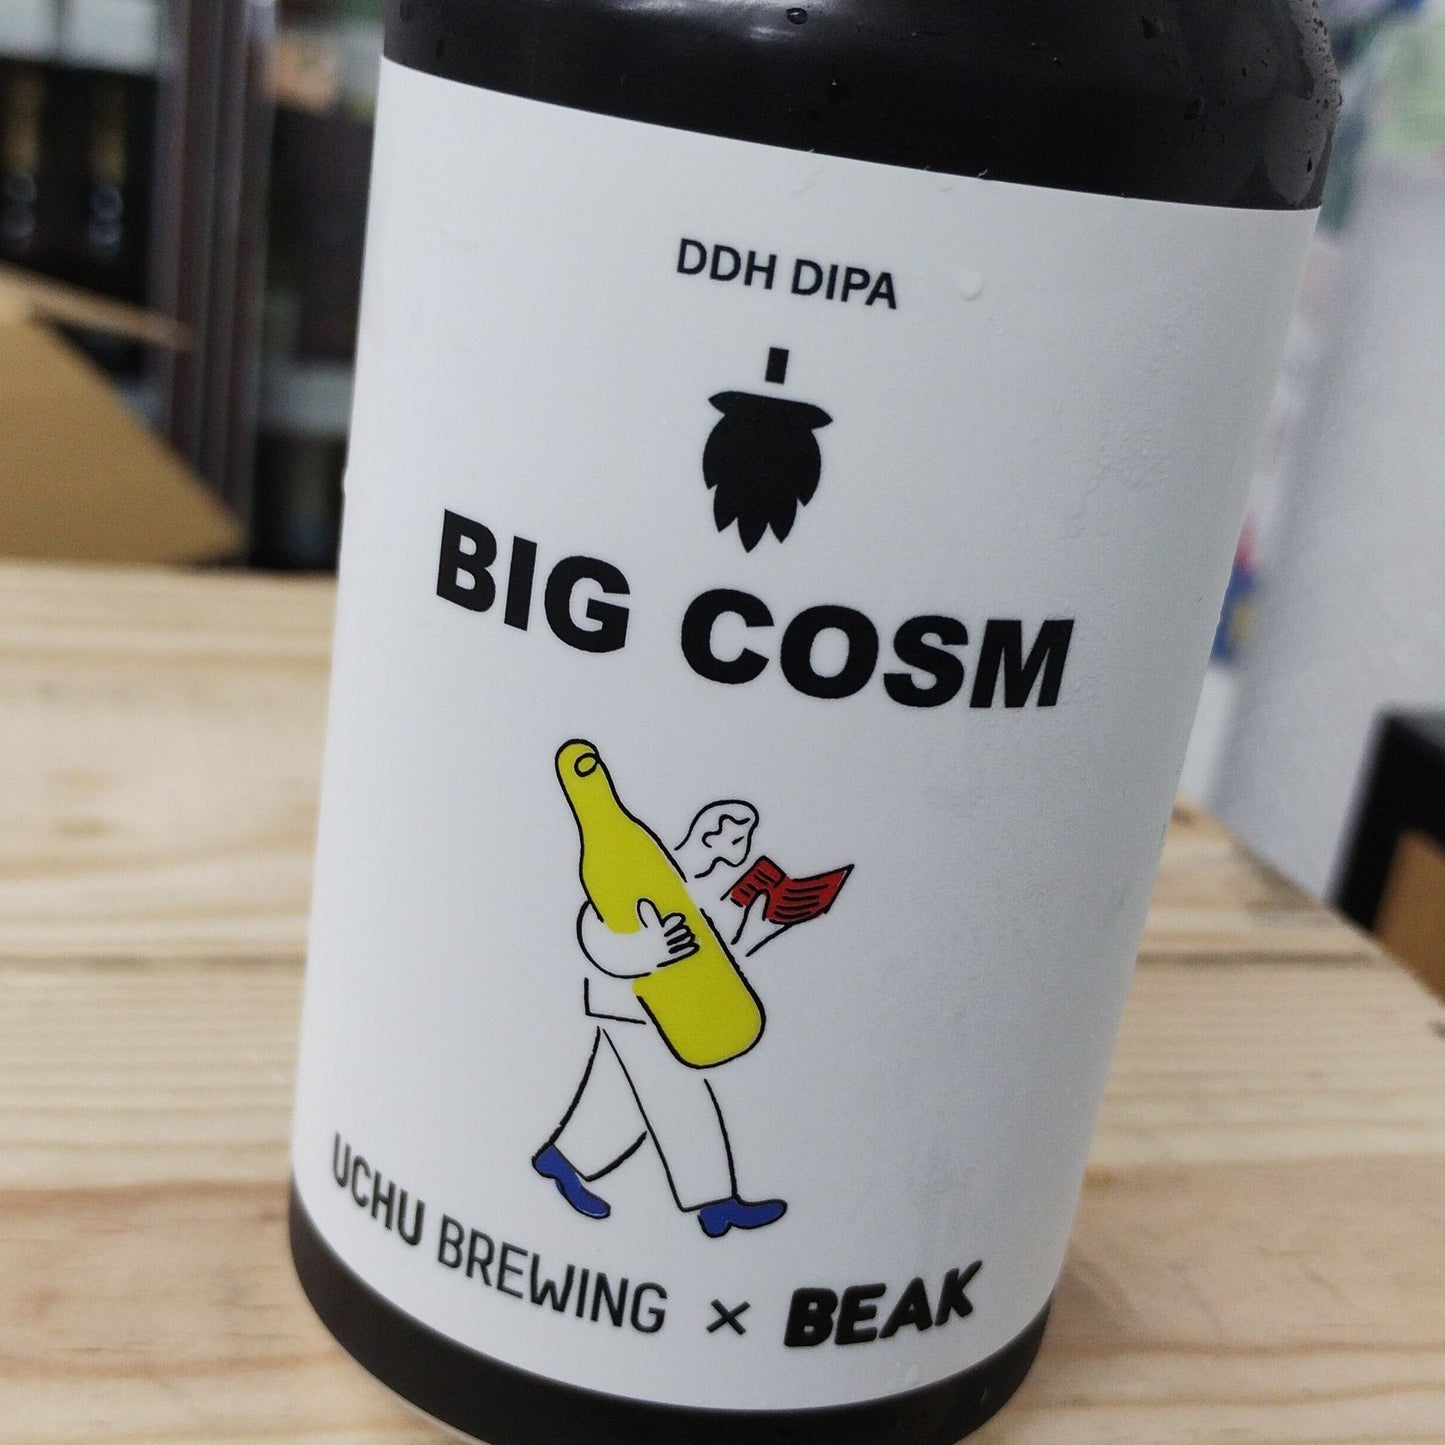 DDH DIPA
BIG COSM
UCHU BREWING × BEAK